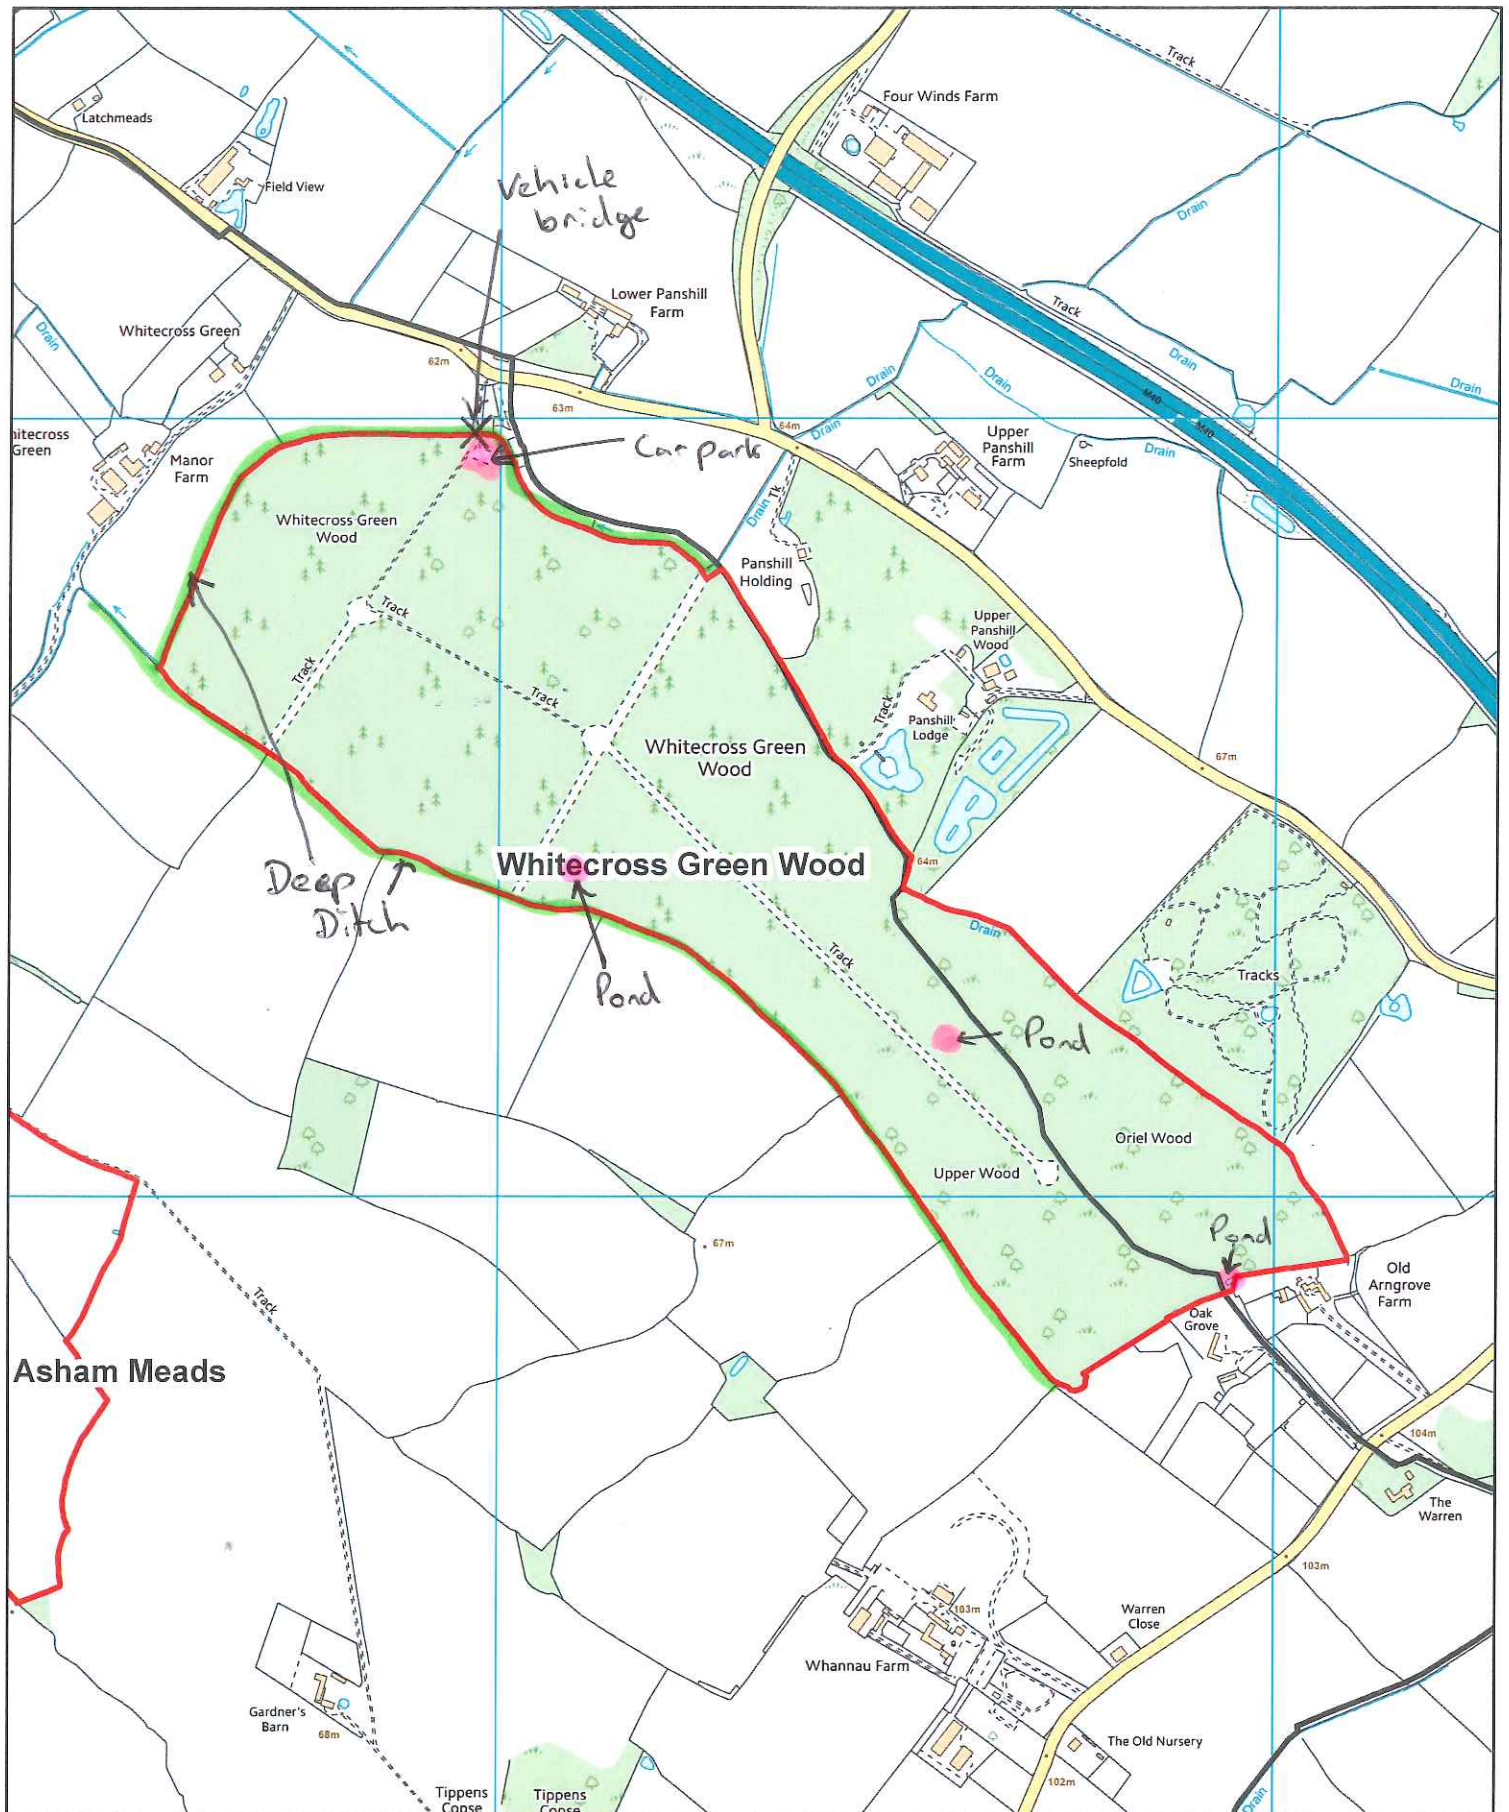 Track
Four Winds Farm
Latchmeads
Vehicle
bridge
Field View
Drain
Lower Panshill
Farm
Track
Whitecross Green
Drain
62m
Drain
Drain
Drain
Drain
M40
M40
63m
64m
Drain
Upper
Panshill
Farm
Sheepfold
Drain
hitecross
Green
Manor
Farm
Car park
Drain
Tk
Whitecross Green
Wood
Panshill
Holding
Track
Upper
Panshill
Wood
Track
Track
Track
Panshill
Lodge
Whitecross Green
Wood
67m
Whitecross Green Wood
64m
Deep
Ditch
Drain
Track
Tracks
Pond
Pond
Oriel Wood
Upper Wood
67m
Pond
Old
Arngrove
Farm
Track
Oak
Grove
Asham Meads
104m
The
Warren
103m
103m
Warren
Close
Whannau Farm
Gardner's
Barn
68m
The Old Nursery
102m
Drain
Tippens
Copse
Tippens
Copse